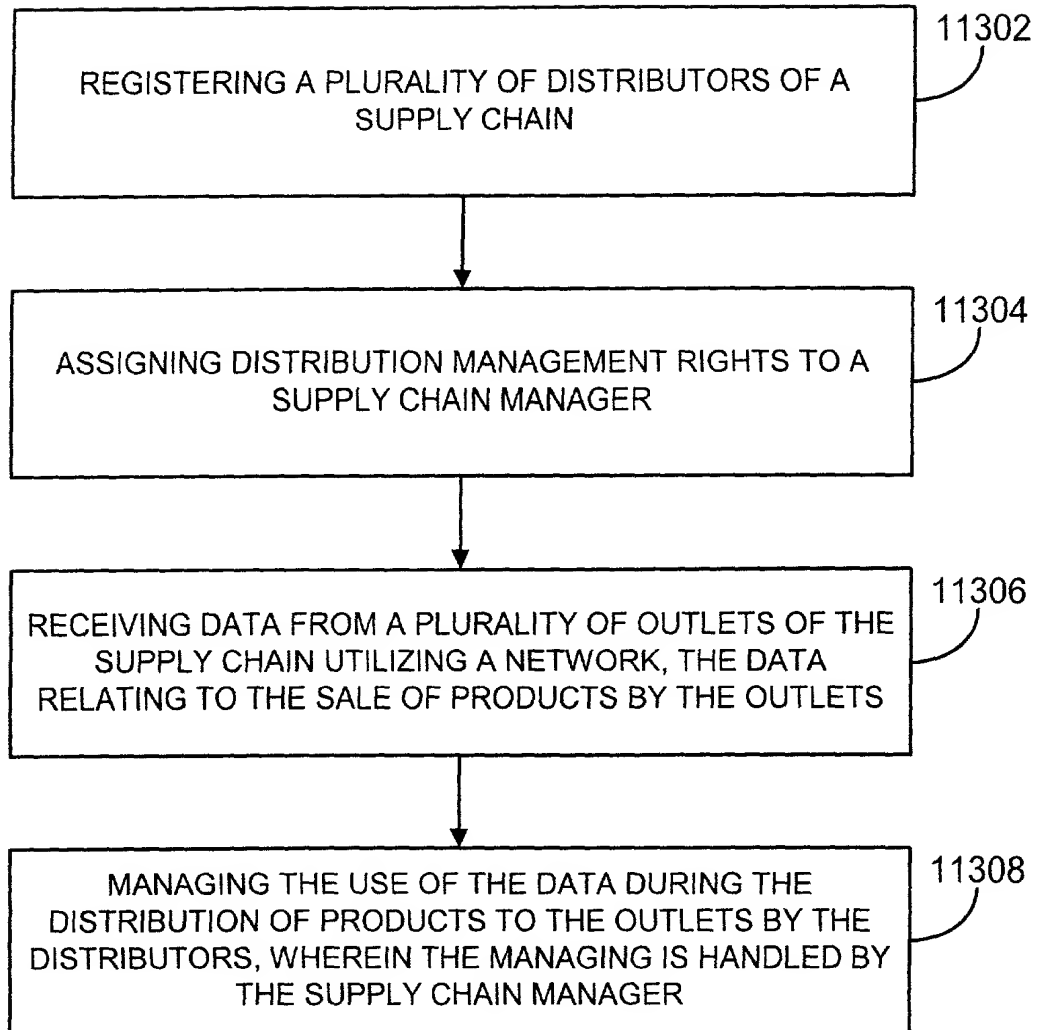 11302
REGISTERING A PLURALITY OF DISTRIBUTORS OF A
SUPPLY CHAIN
11304
ASSIGNING DISTRIBUTION MANAGEMENT RIGHTS TO A
SUPPLY CHAIN MANAGER
11306
RECEIVING DATA FROM A PLURALITY OF OUTLETS OF THE
SUPPLY CHAIN UTILIZING A NETWORK, THE DATA
RELATING TO THE SALE OF PRODUCTS BY THE OUTLETS
11308
MANAGING THE USE OF THE DATA DURING THE
DISTRIBUTION OF PRODUCTS TO THE OUTLETS BY THE
DISTRIBUTORS, WHEREIN THE MANAGING IS HANDLED BY
THE SUPPLY CHAIN MANAGER